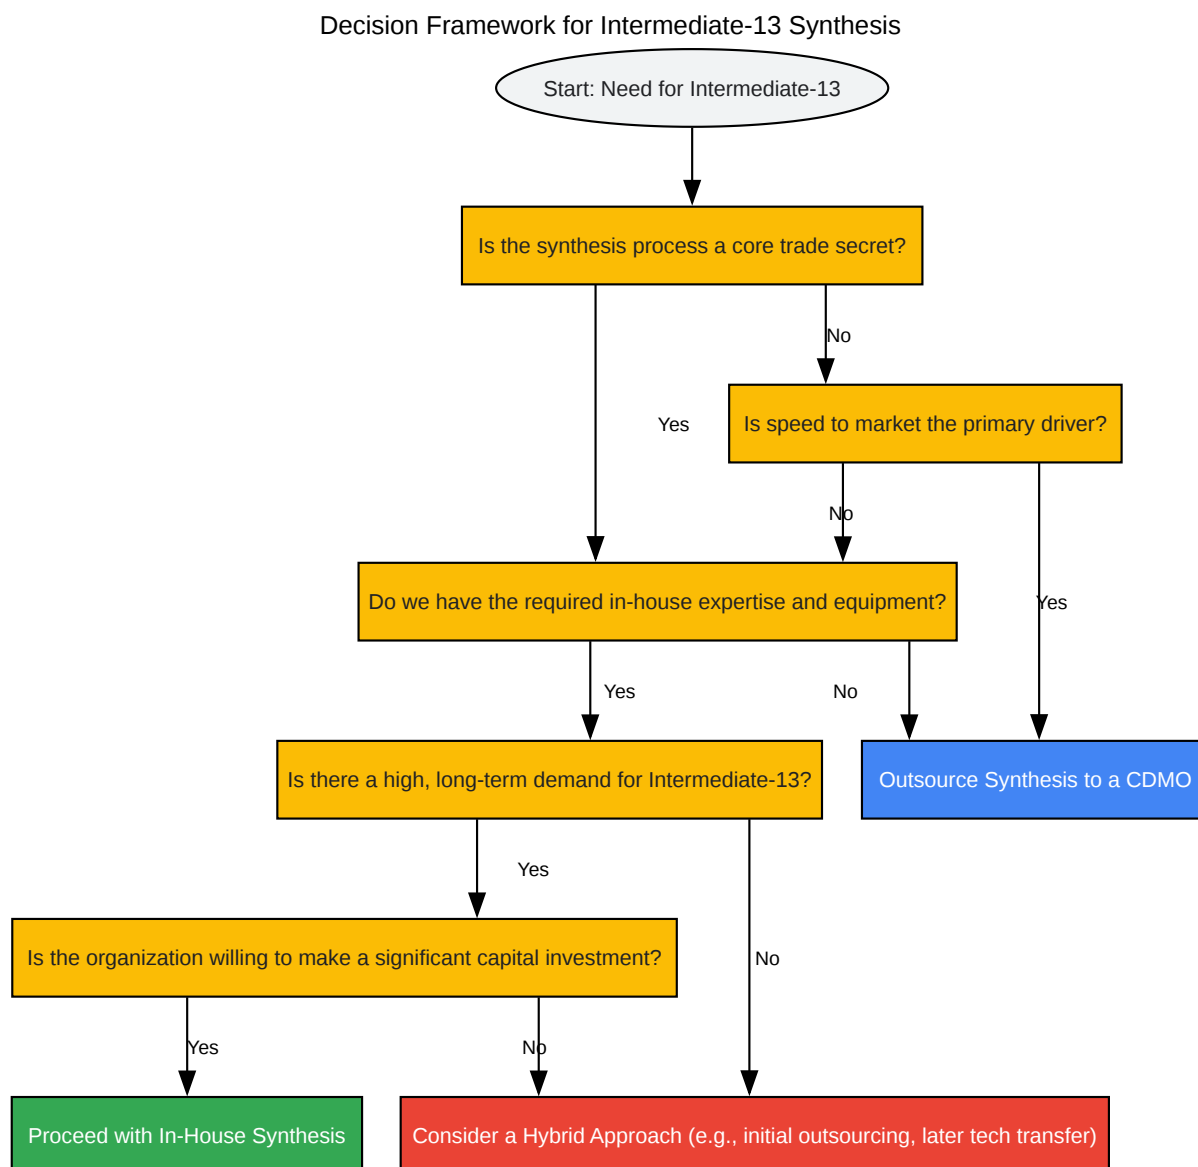 Decision Framework for Intermediate-13 Synthesis
Start: Need for Intermediate-13
Is the synthesis process a core trade secret?
No
Yes
Is speed to market the primary driver?
No
Do we have the required in-house expertise and equipment?
Yes
Yes
No
Is there a high, long-term demand for Intermediate-13?
Outsource Synthesis to a CDMO
Yes
Is the organization willing to make a significant capital investment?
No
Yes
No
Proceed with In-House Synthesis
Consider a Hybrid Approach (e.g., initial outsourcing, later tech transfer)